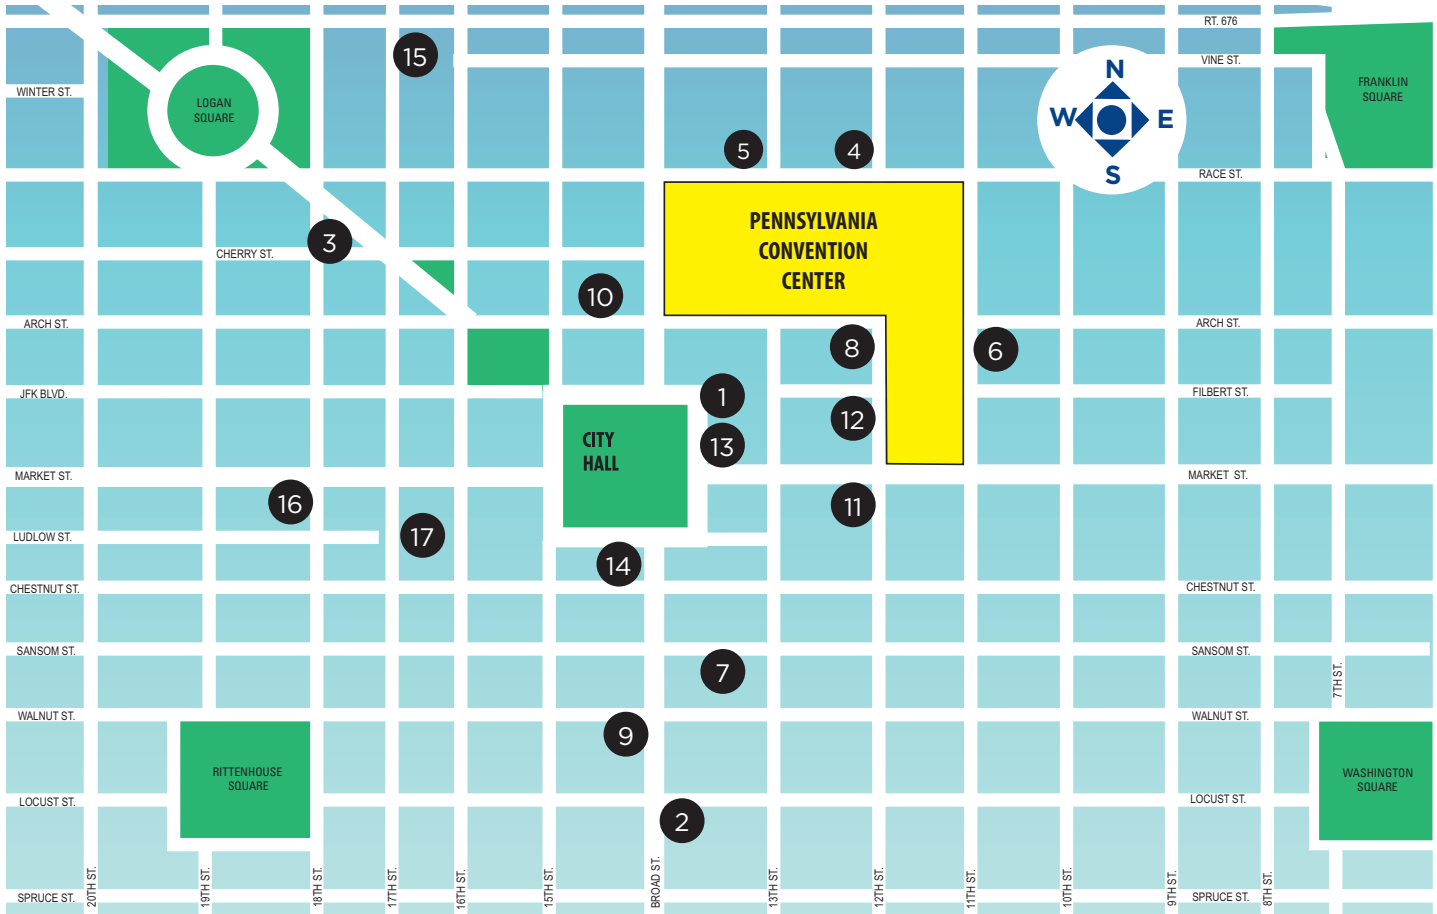 RT. 676
15
VINE ST.
N
WINTER ST.
LOGAN
SQUARE
FRANKLIN
SQUARE
W
E
5
4
S
RACE ST.
PENNSYLVANIA
CONVENTION
CENTER
3
CHERRY ST.
10
ARCH ST.
ARCH ST.
8
6
JFK BLVD.
FILBERT ST.
1
12
CITY
HALL
13
MARKET ST.
MARKET ST.
16
11
LUDLOW ST.
17
14
CHESTNUT ST.
CHESTNUT ST.
SANSOM ST.
SANSOM ST.
7
7TH ST.
WALNUT ST.
WALNUT ST.
9
RITTENHOUSE
SQUARE
WASHINGTON
SQUARE
LOCUST ST.
LOCUST ST.
2
20TH ST.
19TH ST.
18TH ST.
17TH ST.
16TH ST.
15TH ST.
BROAD ST.
13TH ST.
12TH ST.
11TH ST.
10TH ST.
9TH ST.
8TH ST.
SPRUCE ST.
SPRUCE ST.